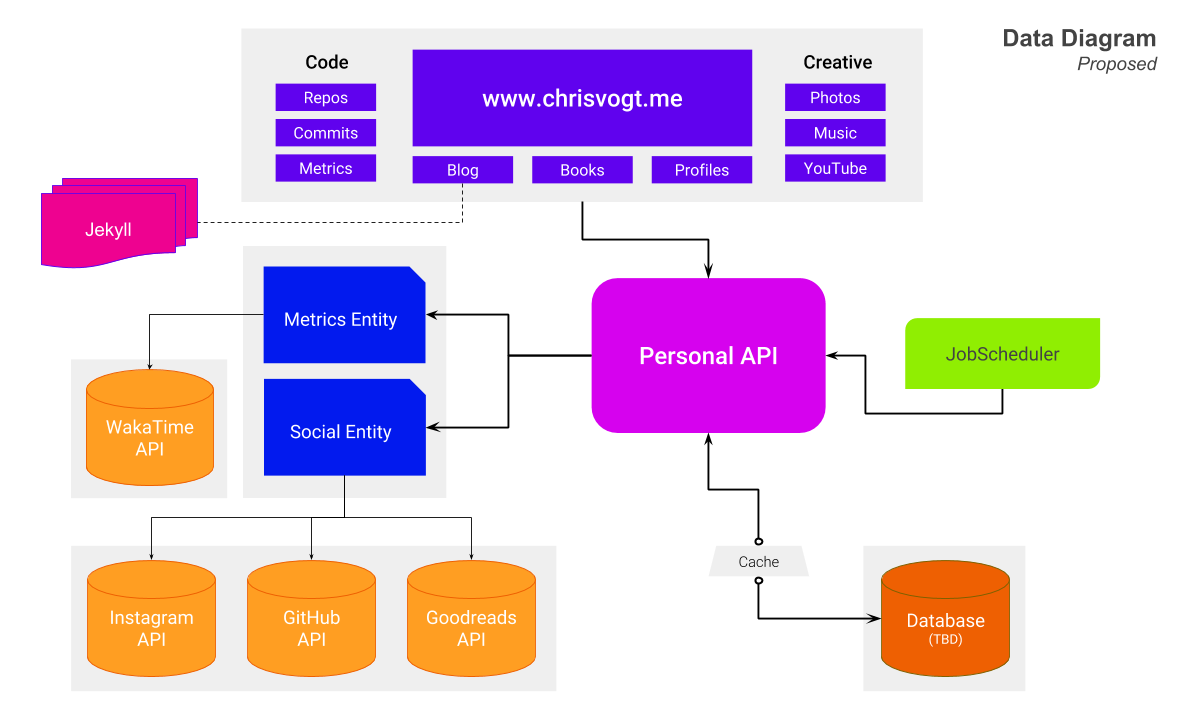 Data Diagram
Proposed
Code
Repos
Commits
Metrics
www.chrisvogt.me
Blog
Books
Profiles
Creative
Photos
Music
YouTube
Jekyll
Metrics Entity
Social Entity
Personal API
JobScheduler
WakaTime
API
Cache
Instagram
API
GitHub
API
Goodreads
API
Database
(TBD)